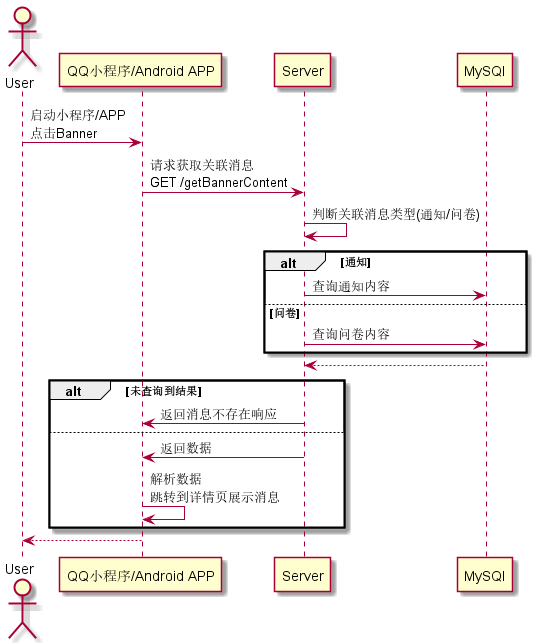 User
QQ小程序/Android APP
Server
MySQl
启动小程序/APP
点击Banner
请求获取关联消息
GET /getBannerContent
判断关联消息类型(通知/问卷)
alt
[通知]
查询通知内容
[问卷]
查询问卷内容
alt
[未查询到结果]
返回消息不存在响应
返回数据
解析数据
跳转到详情页展示消息
User
QQ小程序/Android APP
Server
MySQl